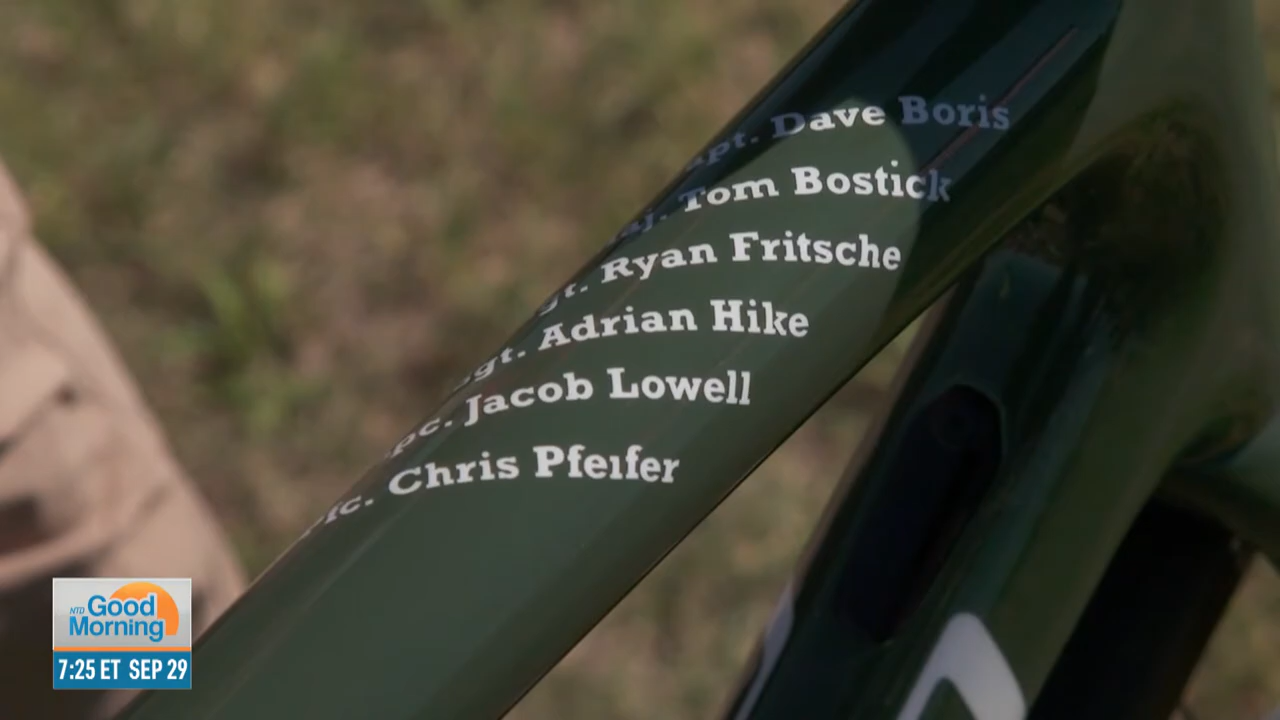 Dave Boris
Tom Bostick
Ryan Fritsche
Adrian Hike
Jacob Lowell
Chris Pfeifer
NTD
Good
Morning
7:25 ET SEP 29